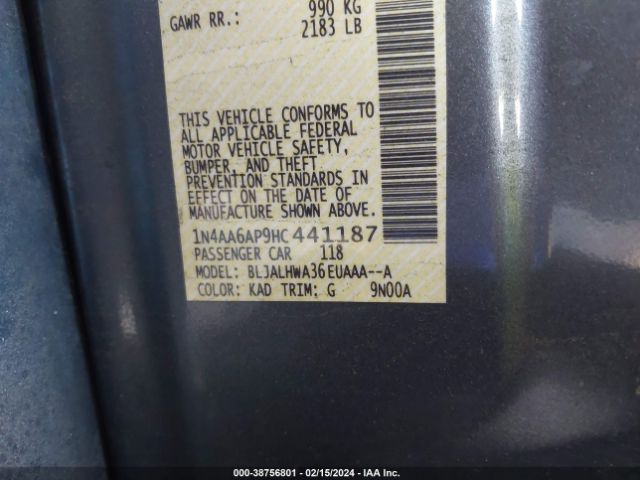 GAWR RR.: 990 KG
2183 LB
THIS VEHICLE CONFORMS TO
ALL APPLICABLE FEDERAL
MOTOR VEHICLE SAFETY,
BUMPER, AND THEFT
PREVENTION STANDARDS IN
EFFECT ON THE DATE OF
MANUFACTURE SHOWN ABOVE.
1N4AA6AP9HC441187
PASSENGER CAR 118
MODEL: BLJALHWA36EUAAA--A
COLOR: KAD TRIM: G 9N00A
00-38756801 - 02/15/2024 - IAA Inc.